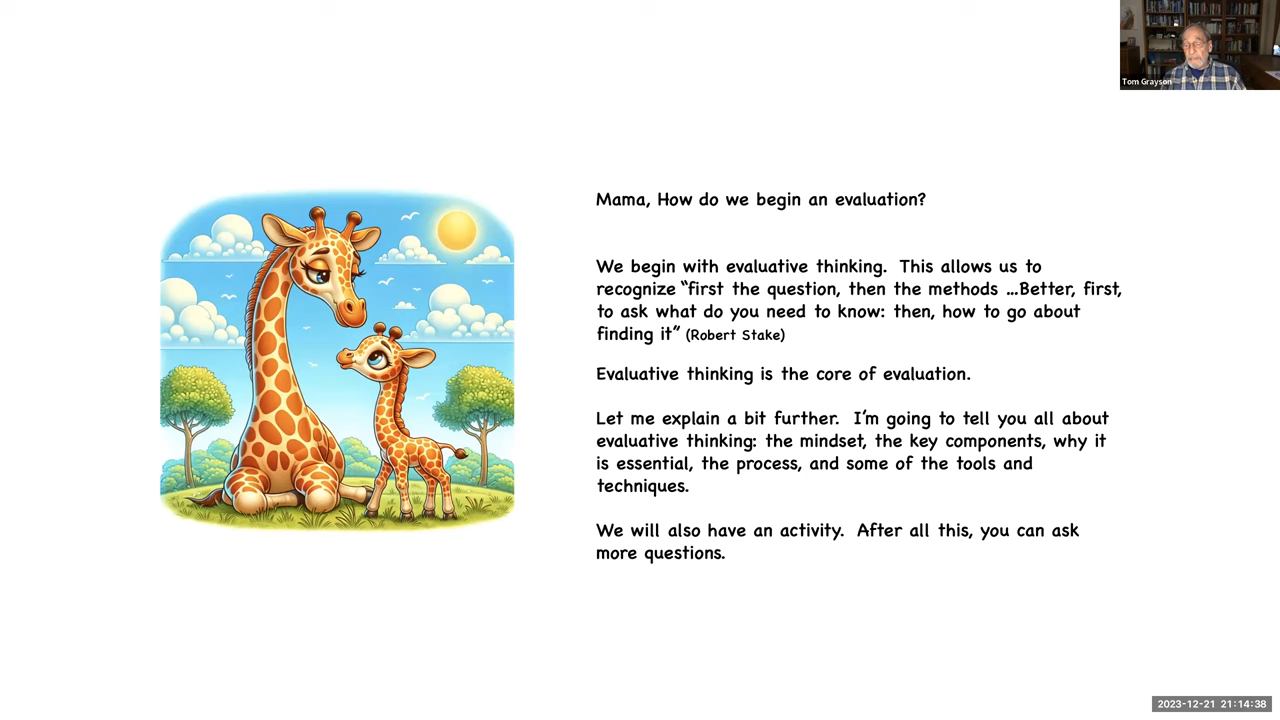 Tom Grayson
Mama, How do we begin an evaluation?
We begin with evaluative thinking.  This allows us to
recognize “first the question, then the methods …Better, first,
to ask what do you need to know: then, how to go about
finding it” (Robert Stake)
Evaluative thinking is the core of evaluation.
Let me explain a bit further.  I’m going to tell you all about
evaluative thinking: the mindset, the key components, why it
is essential, the process, and some of the tools and
techniques.
We will also have an activity.  After all this, you can ask
more questions.
2023-12-21 21:14:38